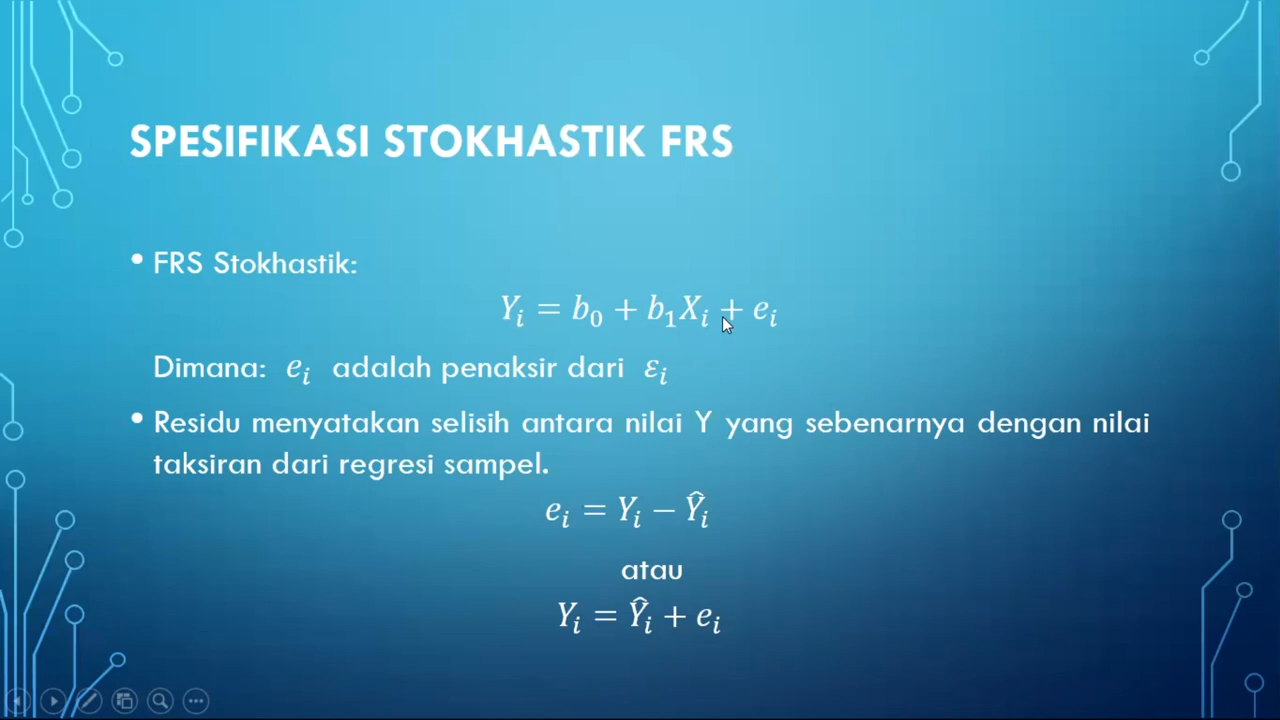 SPESIFIKASI STOKHASTIK FRS
• FRS Stokhastik:
Yᵢ = b₀ + b₁Xᵢ + eᵢ
Dimana: eᵢ adalah penaksir dari εᵢ
• Residu menyatakan selisih antara nilai Y yang sebenarnya dengan nilai
taksiran dari regresi sampel.
eᵢ = Yᵢ − Ŷᵢ
atau
Yᵢ = Ŷᵢ + eᵢ